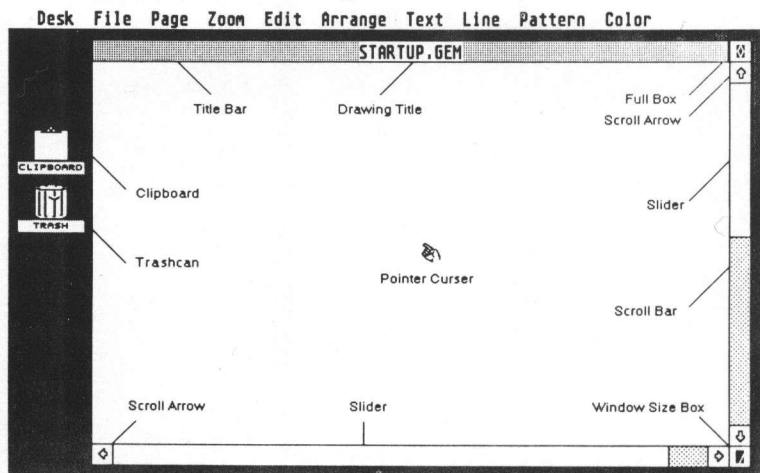 Desk File Page Zoom Edit Arrange Text Line Pattern Color
STARTUP.GEM
Title Bar
Drawing Title
Full Box
Scroll Arrow
CLIPBOARD
Clipboard
Slider
TRASH
Trashcan
Pointer Curser
Scroll Bar
Scroll Arrow
Slider
Window Size Box